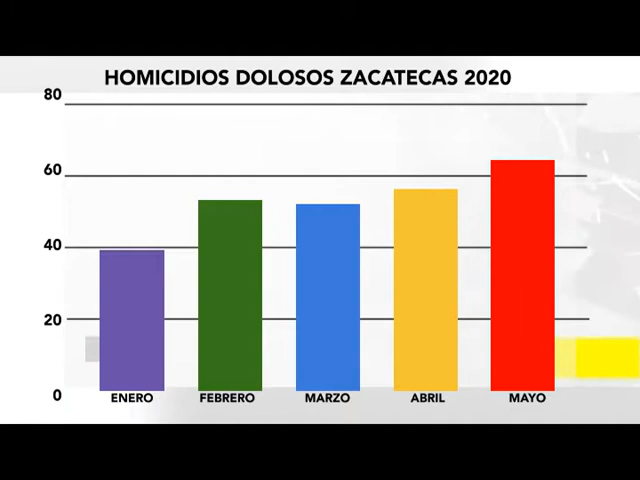 HOMICIDIOS DOLOSOS ZACATECAS 2020
80
60
40
20
0
ENERO FEBRERO MARZO ABRIL MAYO